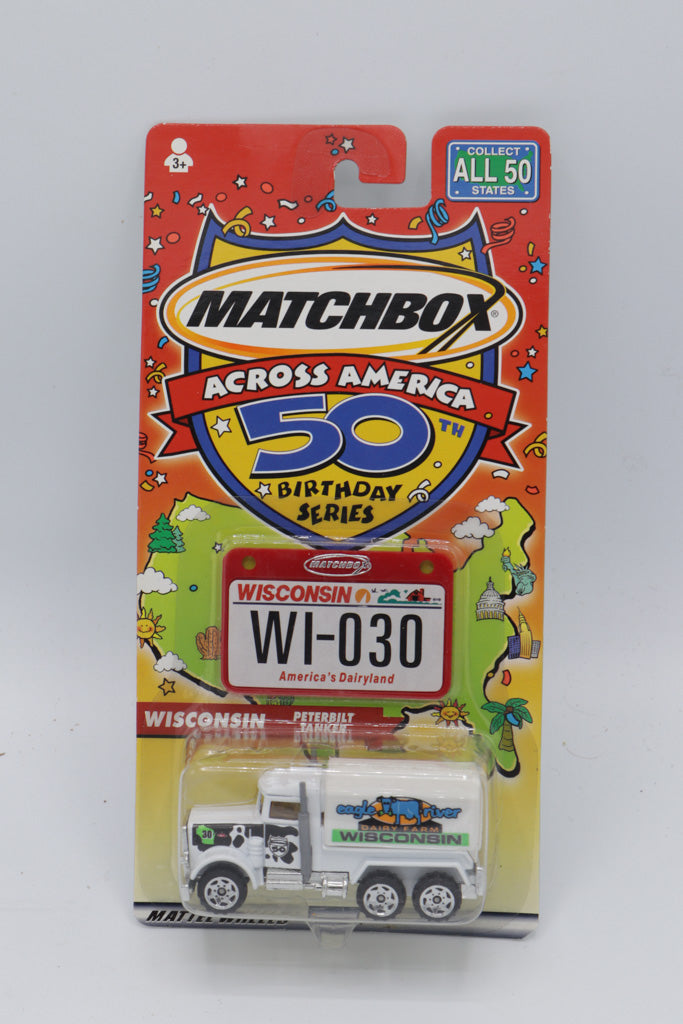 3+
COLLECT
ALL 50
STATES
MATCHBOX®
ACROSS AMERICA
50TH
BIRTHDAY
SERIES
MATCHBOX
WISCONSIN
WI-030
America's Dairyland
WISCONSIN PETERBILT
TANKER
eagle river
DAIRY FARM
WISCONSIN
30
50
MATTEL WHEELS